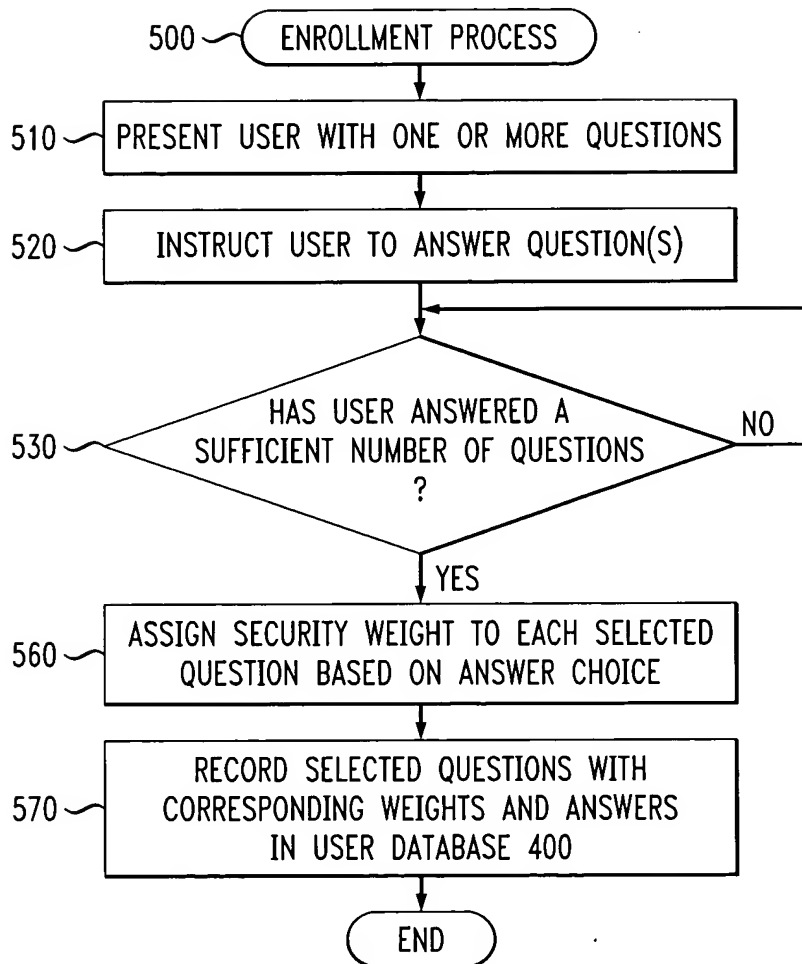 500
ENROLLMENT PROCESS
510
PRESENT USER WITH ONE OR MORE QUESTIONS
520
INSTRUCT USER TO ANSWER QUESTION(S)
530
HAS USER ANSWERED A
SUFFICIENT NUMBER OF QUESTIONS
?
NO
YES
560
ASSIGN SECURITY WEIGHT TO EACH SELECTED
QUESTION BASED ON ANSWER CHOICE
570
RECORD SELECTED QUESTIONS WITH
CORRESPONDING WEIGHTS AND ANSWERS
IN USER DATABASE 400
END